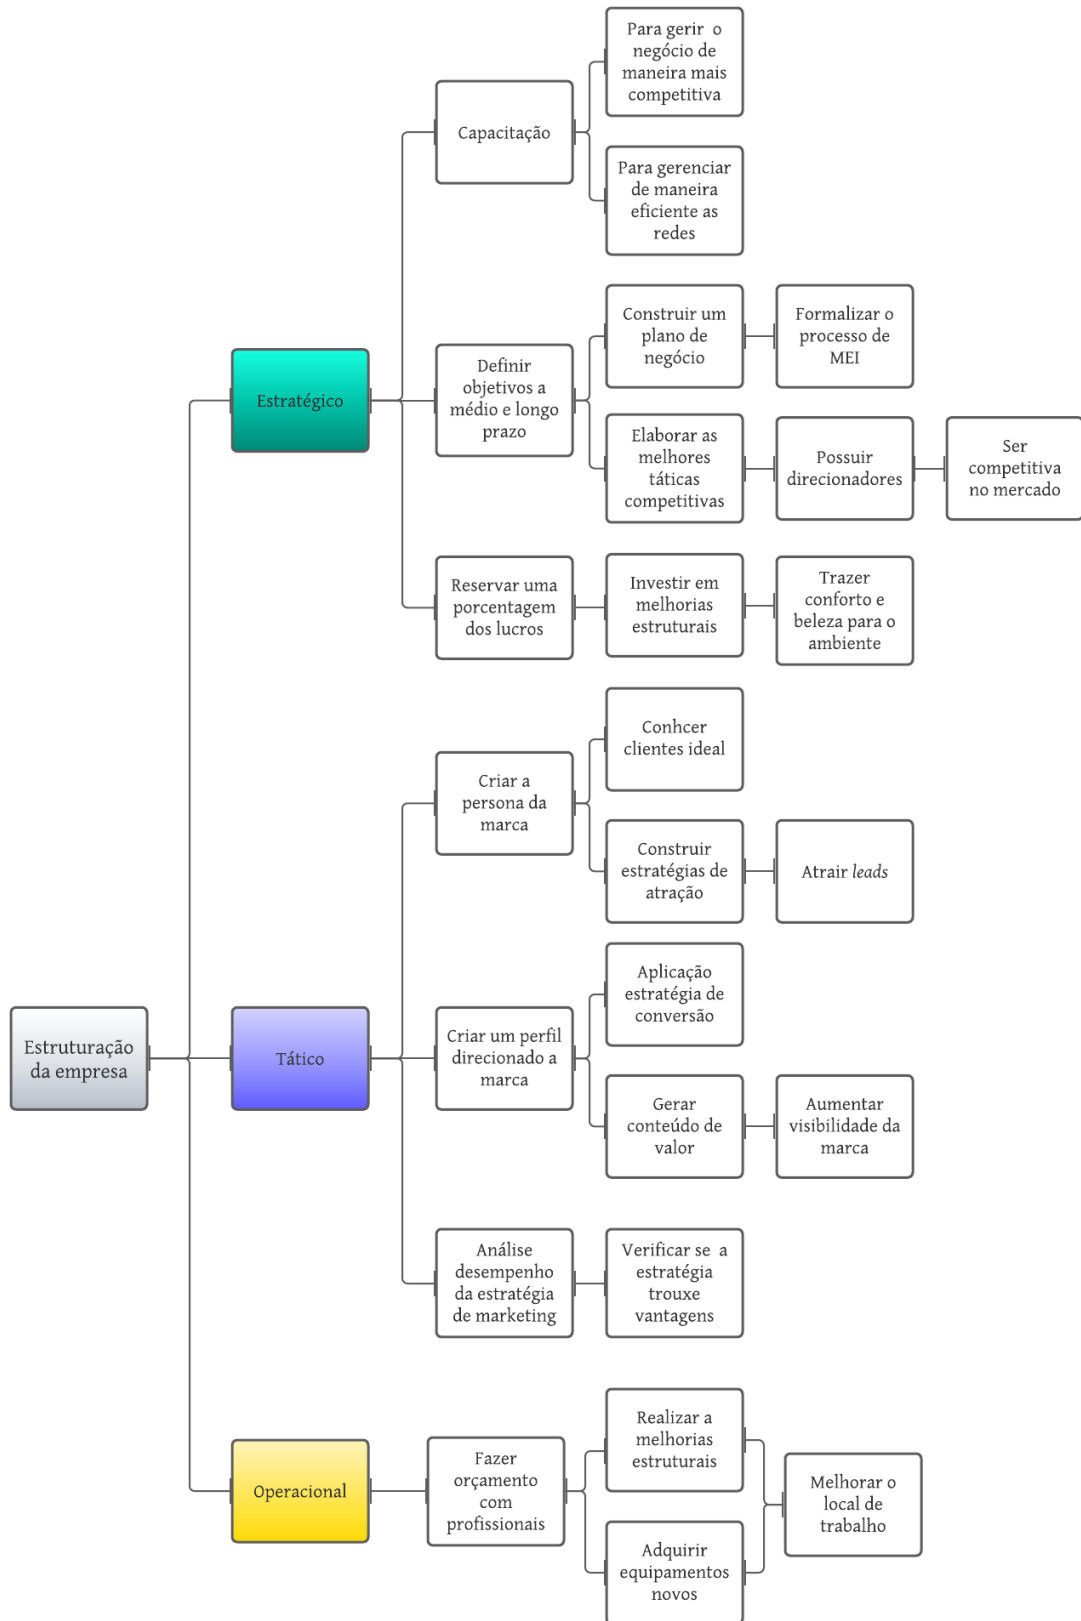 Para gerir  o
negócio de
maneira mais
competitiva
Capacitação
Para gerenciar
de maneira
eficiente as
redes
Construir um
plano de
negócio
Formalizar o
processo de
MEI
Estratégico
Definir
objetivos a
médio e longo
prazo
Elaborar as
melhores
táticas
competitivas
Possuir
direcionadores
Ser
competitiva
no mercado
Reservar uma
porcentagem
dos lucros
Investir em
melhorias
estruturais
Trazer
conforto e
beleza para o
ambiente
Conhcer
clientes ideal
Criar a
persona da
marca
Construir
estratégias de
atração
Atrair leads
Aplicação
estratégia de
conversão
Estruturação
da empresa
Tático
Criar um perfil
direcionado a
marca
Gerar
conteúdo de
valor
Aumentar
visibilidade da
marca
Análise
desempenho
da estratégia
de marketing
Verificar se  a
estratégia
trouxe
vantagens
Realizar a
melhorias
estruturais
Operacional
Fazer
orçamento
com
profissionais
Melhorar o
local de
trabalho
Adquirir
equipamentos
novos